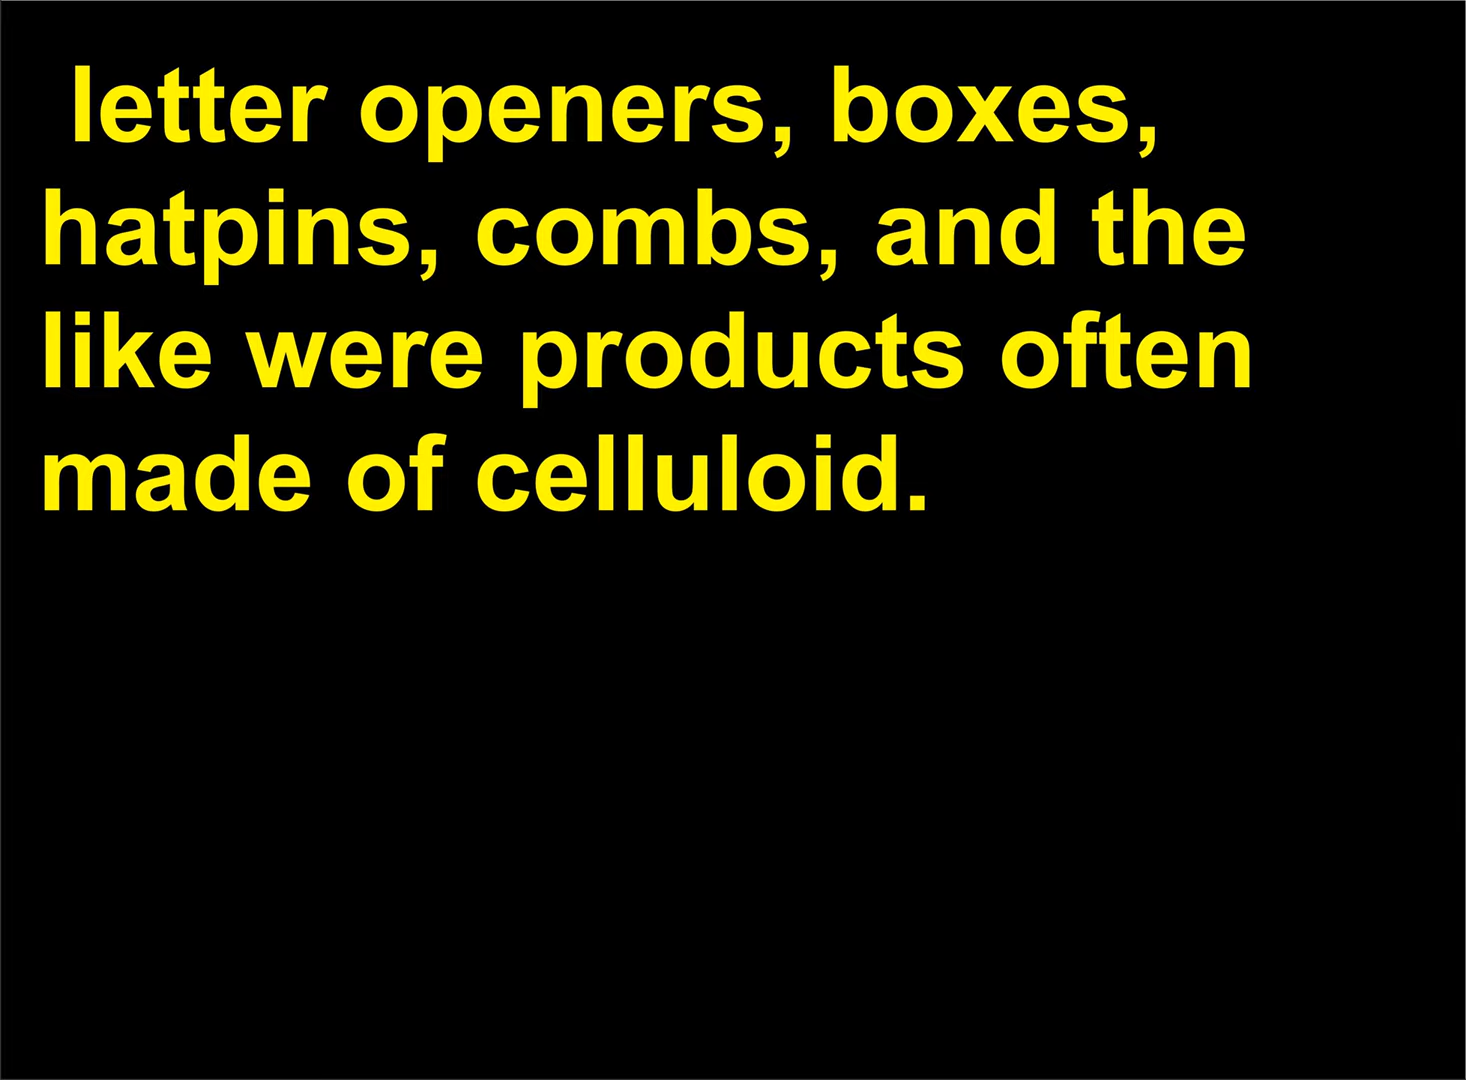 letter openers, boxes,
hatpins, combs, and the
like were products often
made of celluloid.